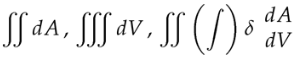 ∬ dA , ∭ dV , ∬ (∫) δ dA
dV